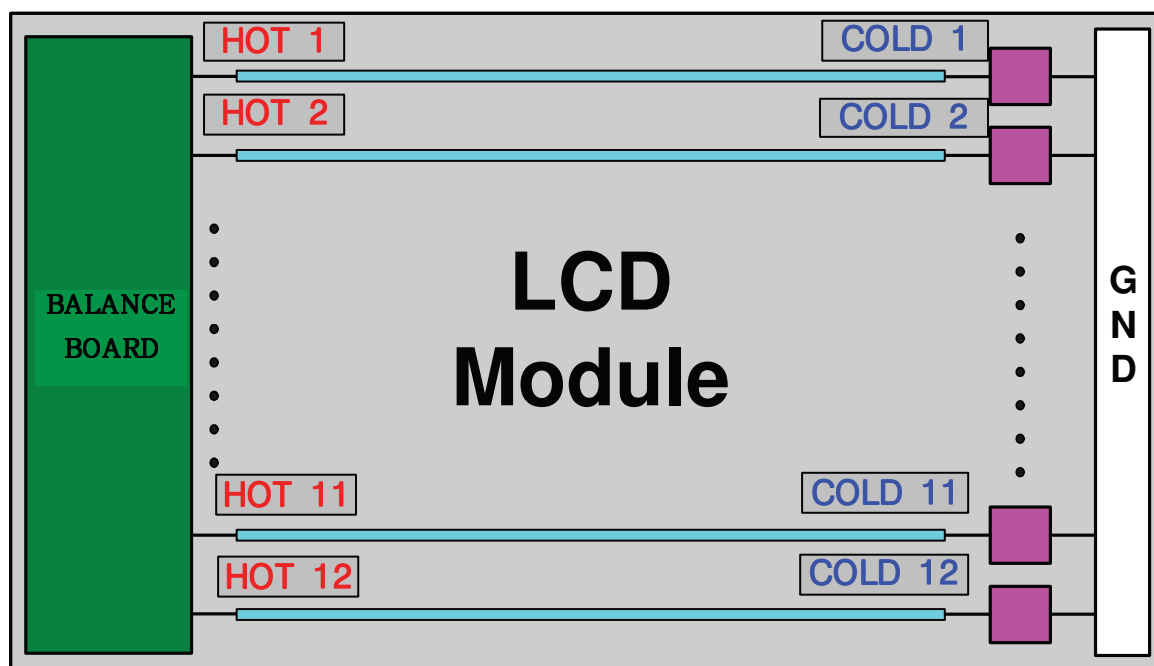 HOT 1
COLD 1
HOT 2
COLD 2
LCD
Module
BALANCE
BOARD
G
N
D
HOT 11
COLD 11
HOT 12
COLD 12